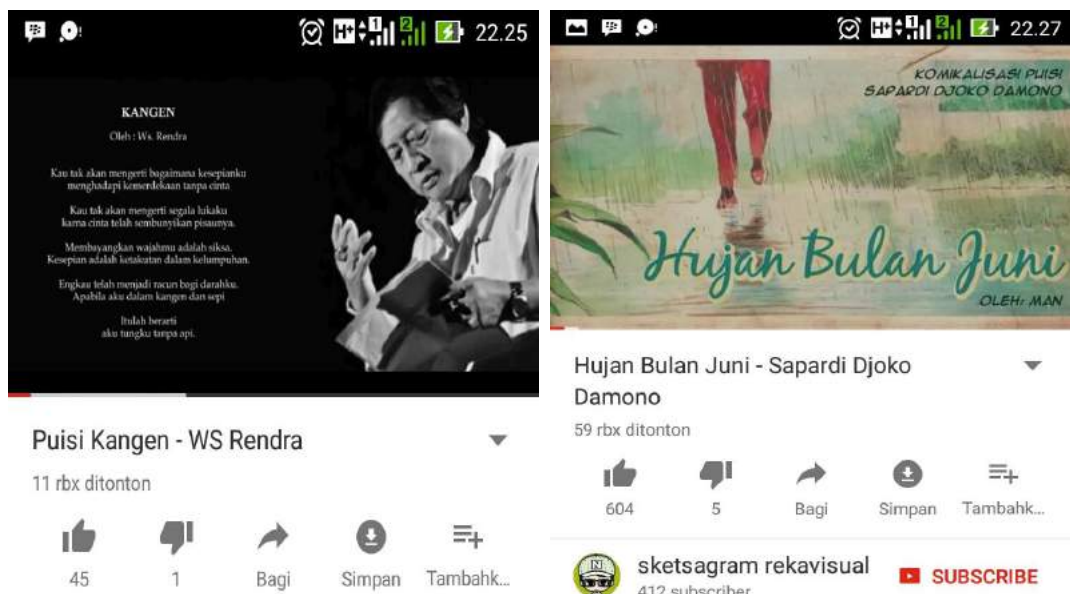 22.25
KANGEN
Oleh : Ws. Rendra
Kau tak akan mengerti bagaimana kesepianku
menghadapi kemerdekaan tanpa cinta
Kau tak akan mengerti segala lukaku
karna cinta telah sembunyikan pisaunya.
Membayangkan wajahmu adalah siksa.
Kesepian adalah ketakutan dalam kelumpuhan.
Engkau telah menjadi racun bagi darahku.
Apabila aku dalam kangen dan sepi
Itulah berarti
aku tungku tanpa api.
Puisi Kangen - WS Rendra
11 rbx ditonton
45 1 Bagi Simpan Tambahk...
22.27
KOMIKALISASI PUISI
SAPARDI DJOKO DAMONO
Hujan Bulan Juni
OLEH: MAN
Hujan Bulan Juni - Sapardi Djoko
Damono
59 rbx ditonton
604 5 Bagi Simpan Tambahk...
sketsagram rekavisual
SUBSCRIBE
412 subscriber